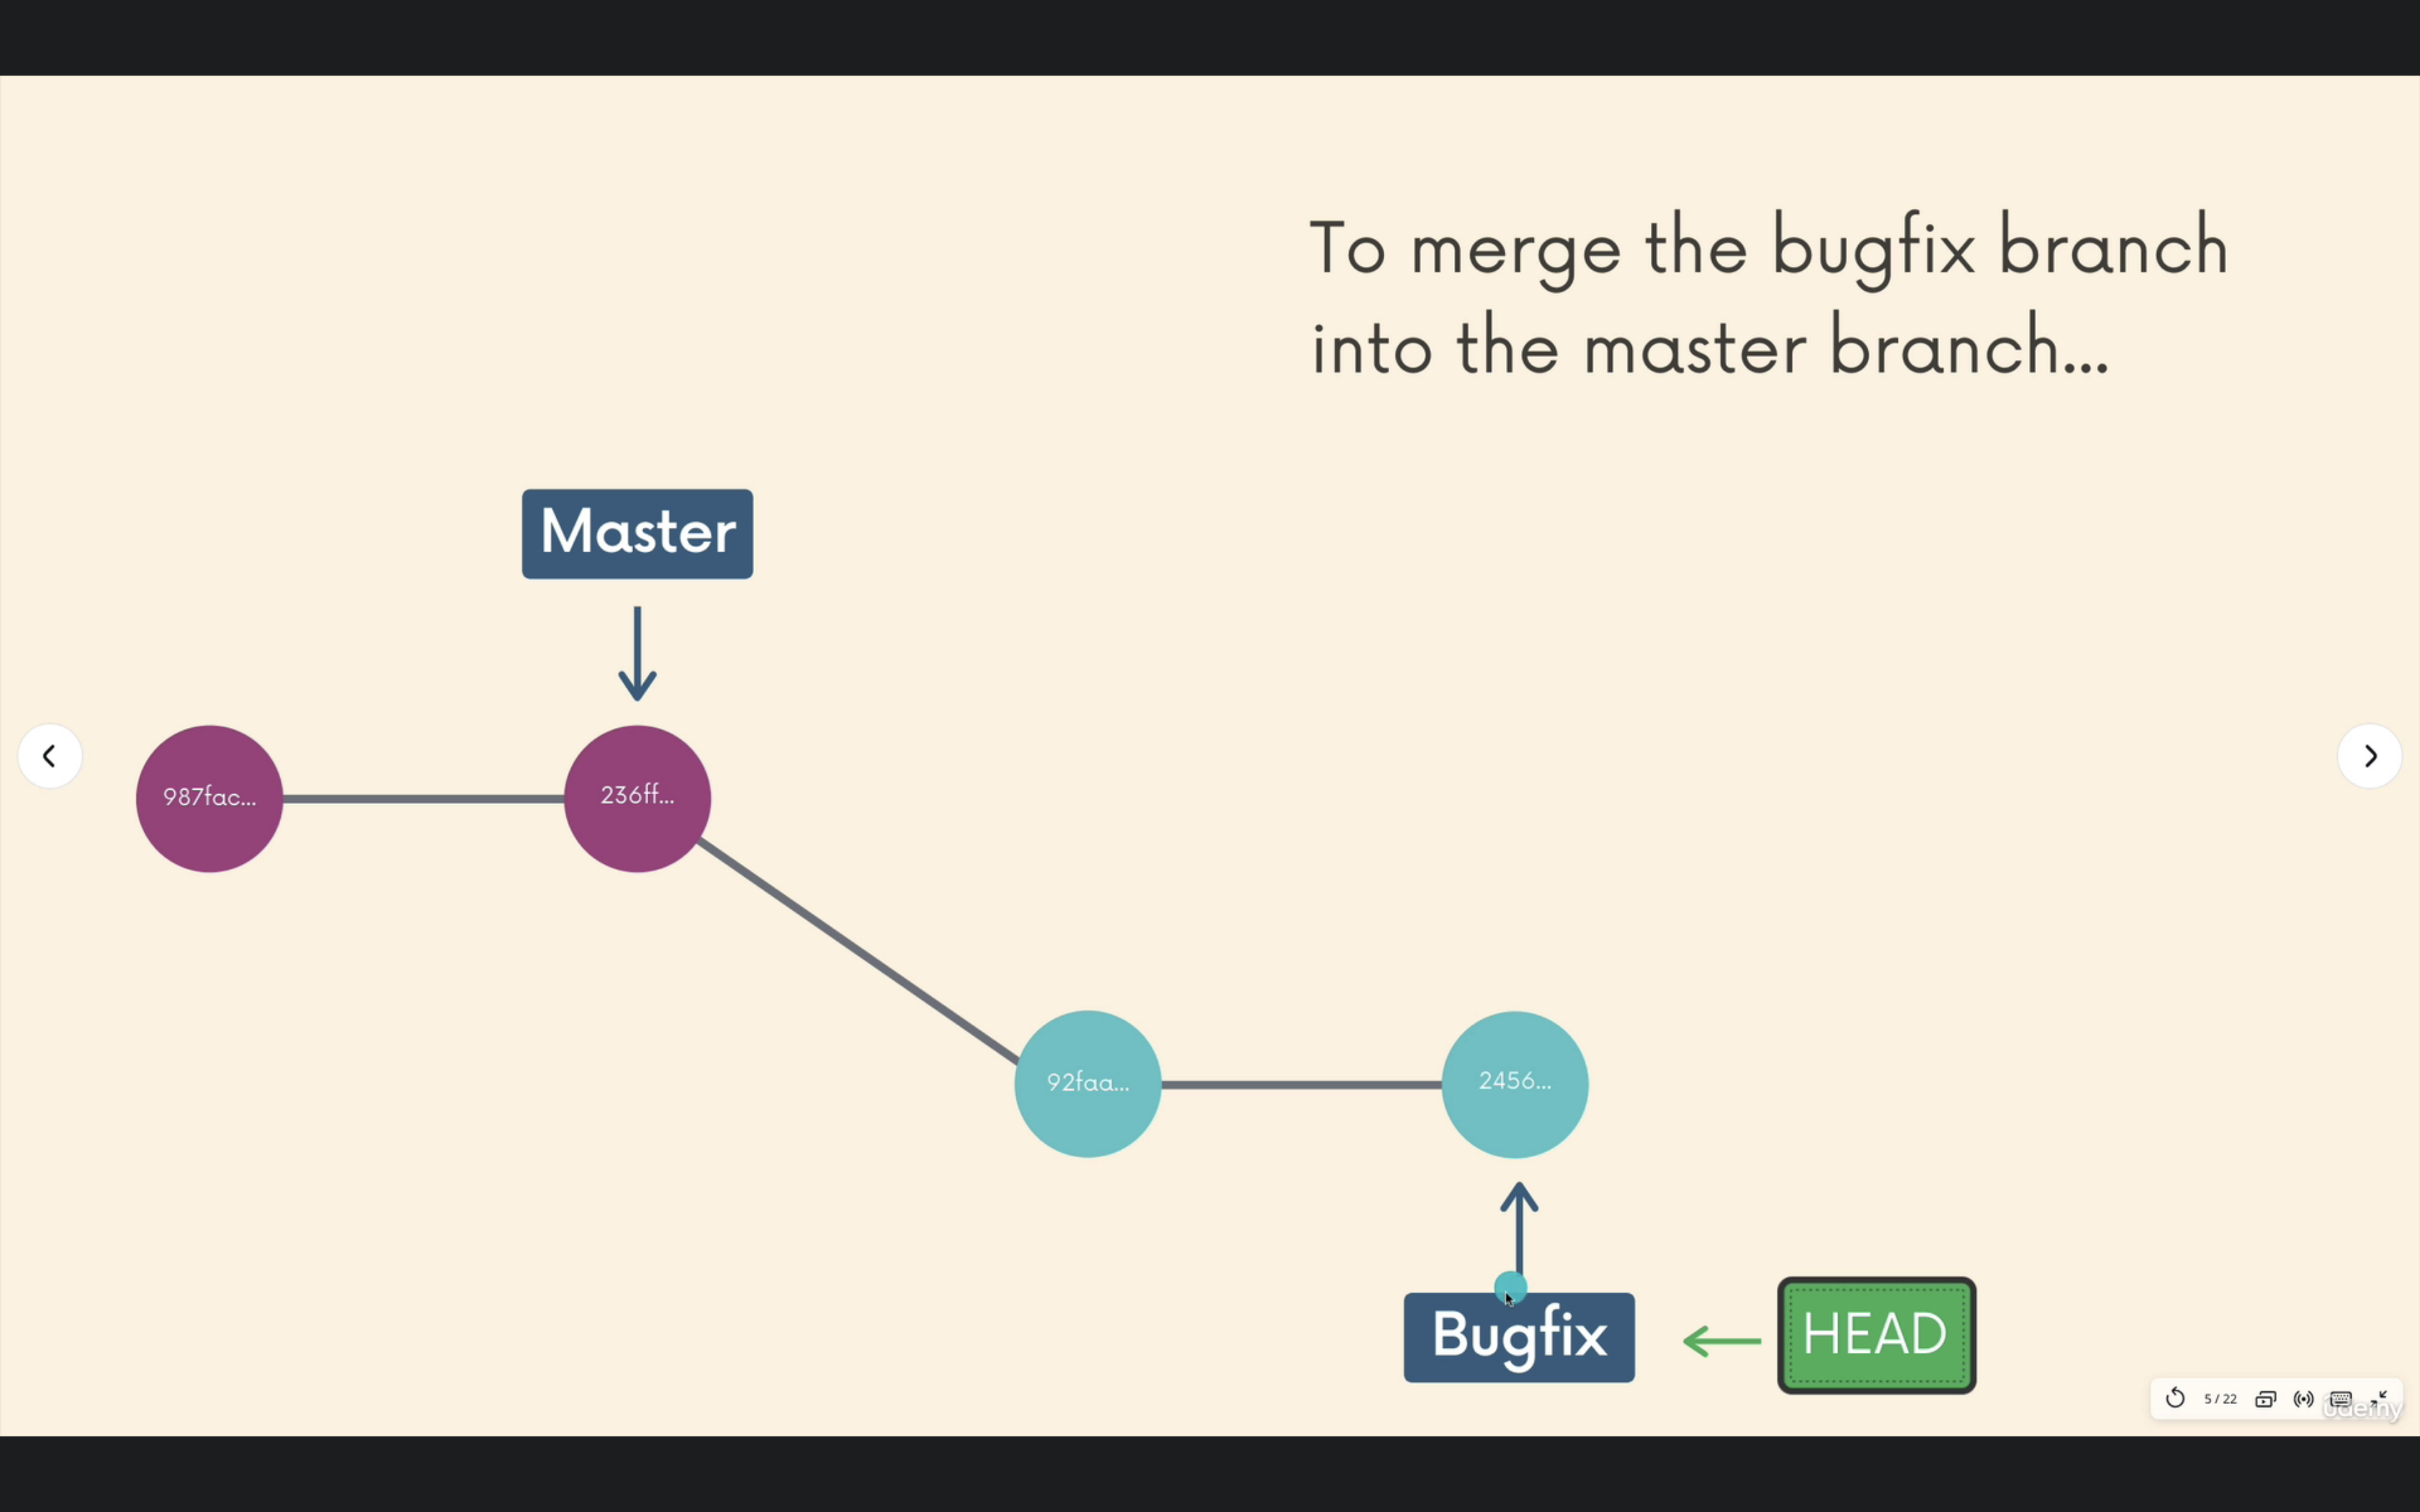 To merge the bugfix branch
into the master branch...
Master
987fac...
236ff...
92faa...
2456...
Bugfix
HEAD
5 / 22
udemy